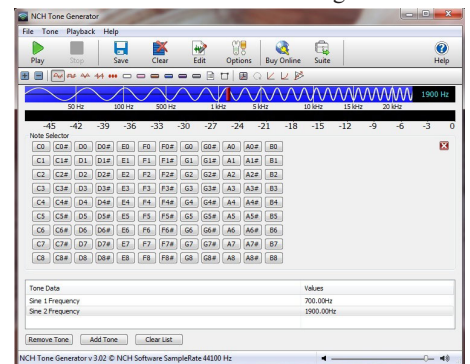 NCH Tone Generator
File Tone Playback Help
Play Stop Save Clear Edit Options Buy Online Suite Help
1900 Hz
50 Hz 100 Hz 500 Hz 1 kHz 5 kHz 10 kHz 15 kHz 20 kHz
-45 -42 -39 -36 -33 -30 -27 -24 -21 -18 -15 -12 -9 -6 -3 0
Note Selector
C0 C0# D0 D0# E0 F0 F0# G0 G0# A0 A0# B0
C1 C1# D1 D1# E1 F1 F1# G1 G1# A1 A1# B1
C2 C2# D2 D2# E2 F2 F2# G2 G2# A2 A2# B2
C3 C3# D3 D3# E3 F3 F3# G3 G3# A3 A3# B3
C4 C4# D4 D4# E4 F4 F4# G4 G4# A4 A4# B4
C5 C5# D5 D5# E5 F5 F5# G5 G5# A5 A5# B5
C6 C6# D6 D6# E6 F6 F6# G6 G6# A6 A6# B6
C7 C7# D7 D7# E7 F7 F7# G7 G7# A7 A7# B7
C8 C8# D8 D8# E8 F8 F8# G8 G8# A8 A8# B8
Tone Data Values
Sine 1 Frequency 700.00Hz
Sine 2 Frequency 1900.00Hz
Remove Tone Add Tone Clear List
NCH Tone Generator v 3.02 © NCH Software SampleRate 44100 Hz